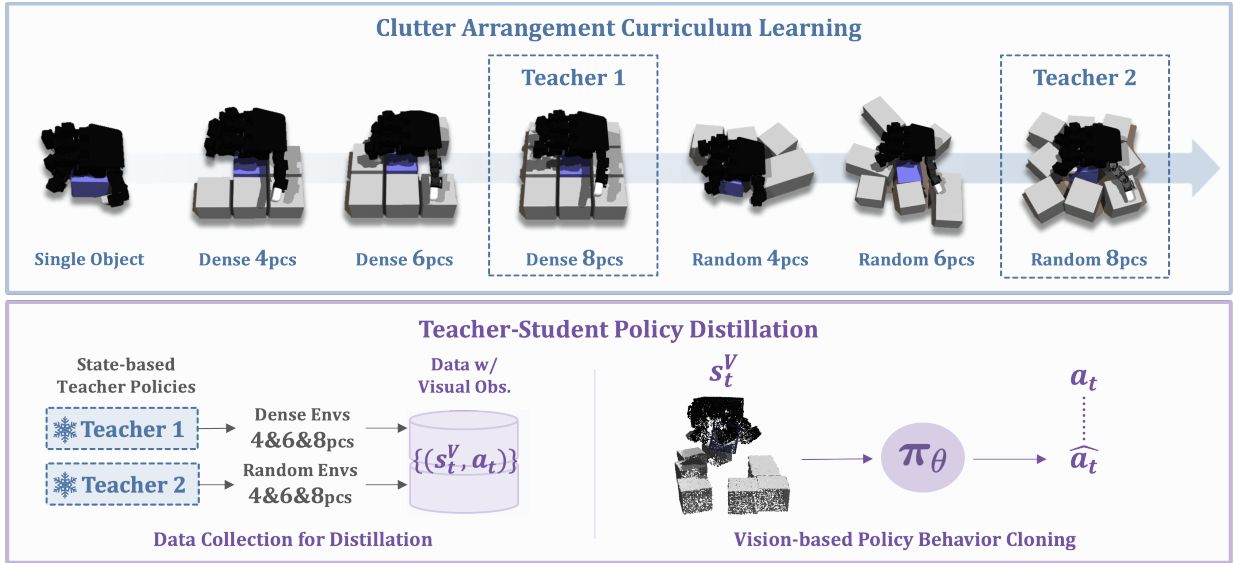 Clutter Arrangement Curriculum Learning
Teacher 1
Teacher 2
Single Object
Dense 4pcs
Dense 6pcs
Dense 8pcs
Random 4pcs
Random 6pcs
Random 8pcs
Teacher-Student Policy Distillation
State-based
Teacher Policies
Teacher 1
Teacher 2
Dense Envs
4&6&8pcs
Random Envs
4&6&8pcs
Data w/
Visual Obs.
{(s_t^V, a_t)}
Data Collection for Distillation
s_t^V
π_θ
a_t
\widehat{a_t}
Vision-based Policy Behavior Cloning